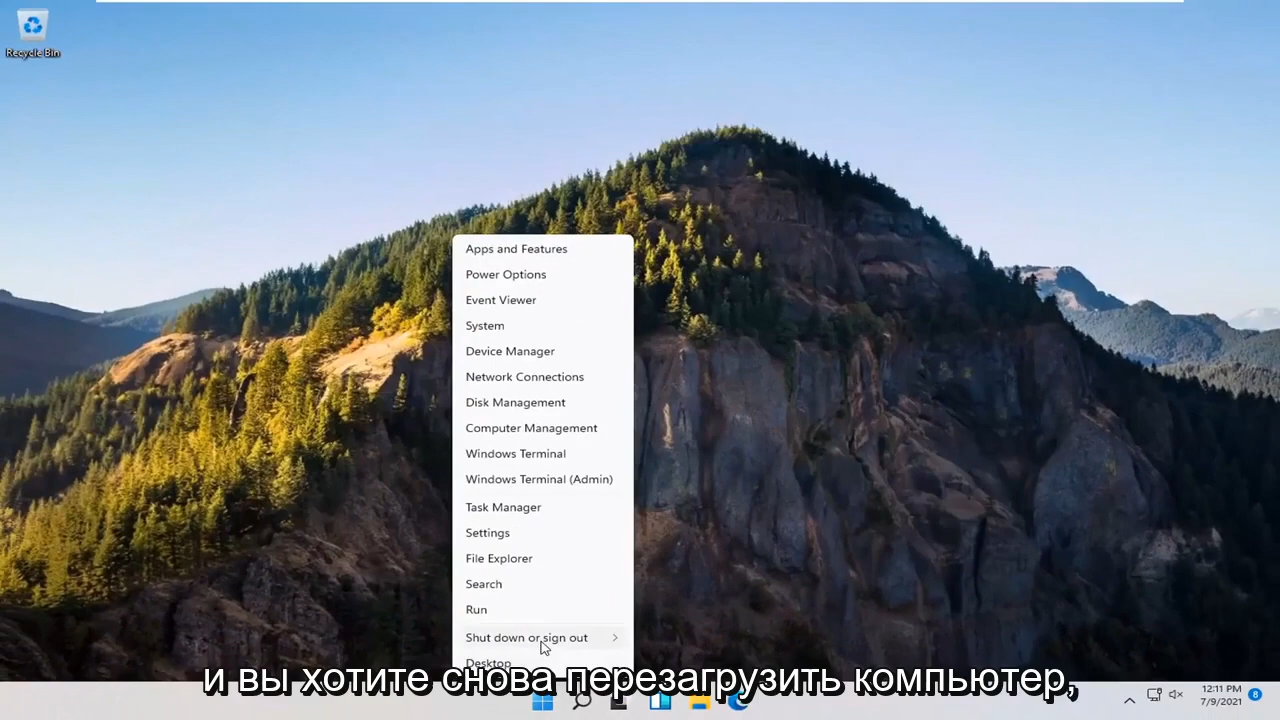 Recycle Bin
Apps and Features
Power Options
Event Viewer
System
Device Manager
Network Connections
Disk Management
Computer Management
Windows Terminal
Windows Terminal (Admin)
Task Manager
Settings
File Explorer
Search
Run
Shut down or sign out
Desktop
и вы хотите снова перезагрузить компьютер,
12:11 PM
7/9/2021
8